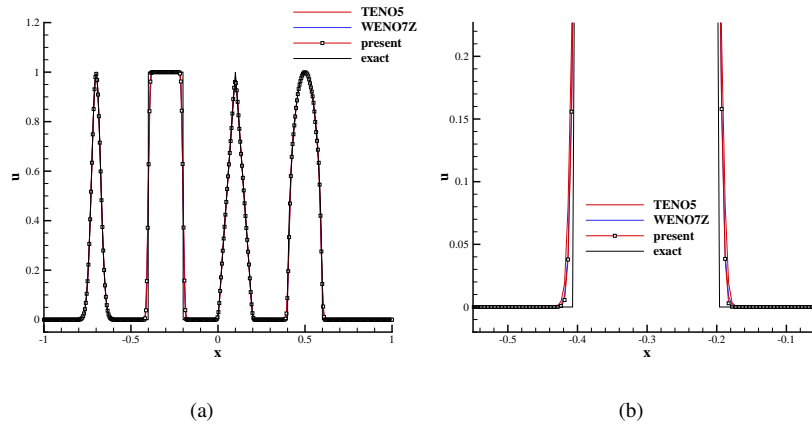 TENO5
WENO7Z
present
exact
u
1.2
1
0.8
0.6
0.4
0.2
0
-1 -0.5 0 0.5 1
x
(a)
u
0.2
0.15
0.1
0.05
0
TENO5
WENO7Z
present
exact
-0.5 -0.4 -0.3 -0.2 -0.1
x
(b)